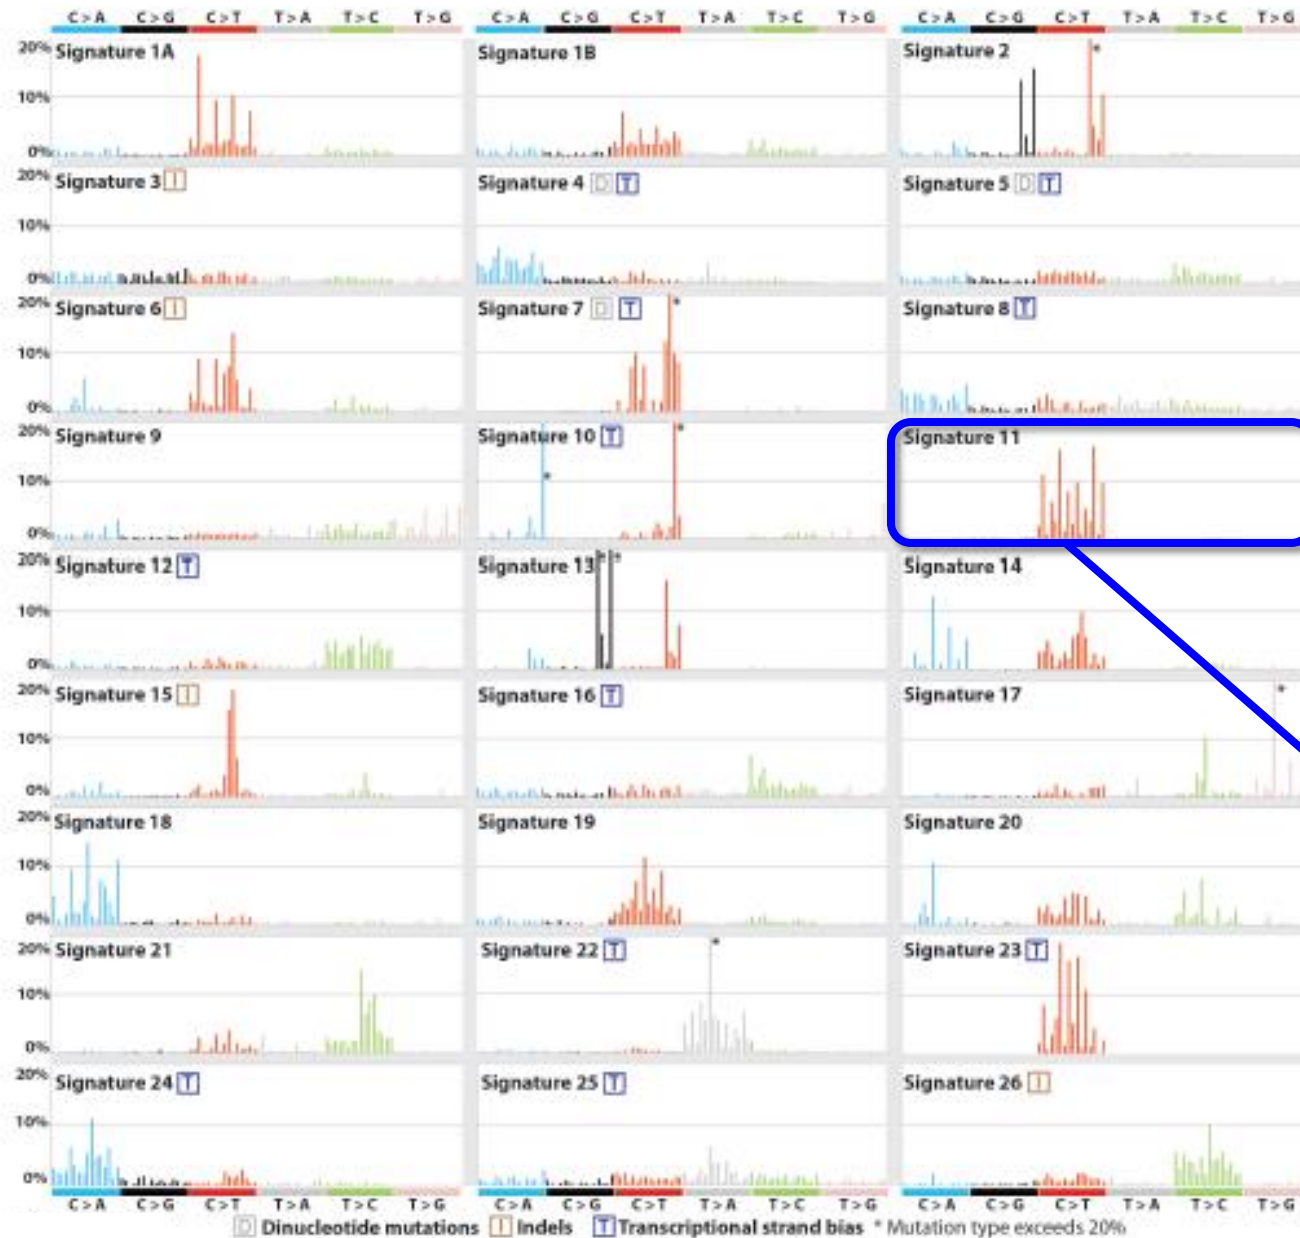 C>A C>G C>T T>A T>C T>G C>A C>G C>T T>A T>C T>G C>A C>G C>T T>A T>C T>G
20% Signature 1A Signature 1B Signature 2 *
10%
0%
20% Signature 3 I Signature 4 D T Signature 5 D T
10%
0%
20% Signature 6 I Signature 7 D T * Signature 8 T
10%
0%
20% Signature 9 Signature 10 T * Signature 11
10% *
0%
20% Signature 12 T Signature 13 * * Signature 14
10%
0%
20% Signature 15 I Signature 16 T Signature 17 *
10%
0%
20% Signature 18 Signature 19 Signature 20
10%
0%
20% Signature 21 Signature 22 T * Signature 23 T
10%
0%
20% Signature 24 T Signature 25 T Signature 26 I
10%
0%
C>A C>G C>T T>A T>C T>G C>A C>G C>T T>A T>C T>G C>A C>G C>T T>A T>C T>G
D Dinucleotide mutations I Indels T Transcriptional strand bias * Mutation type exceeds 20%